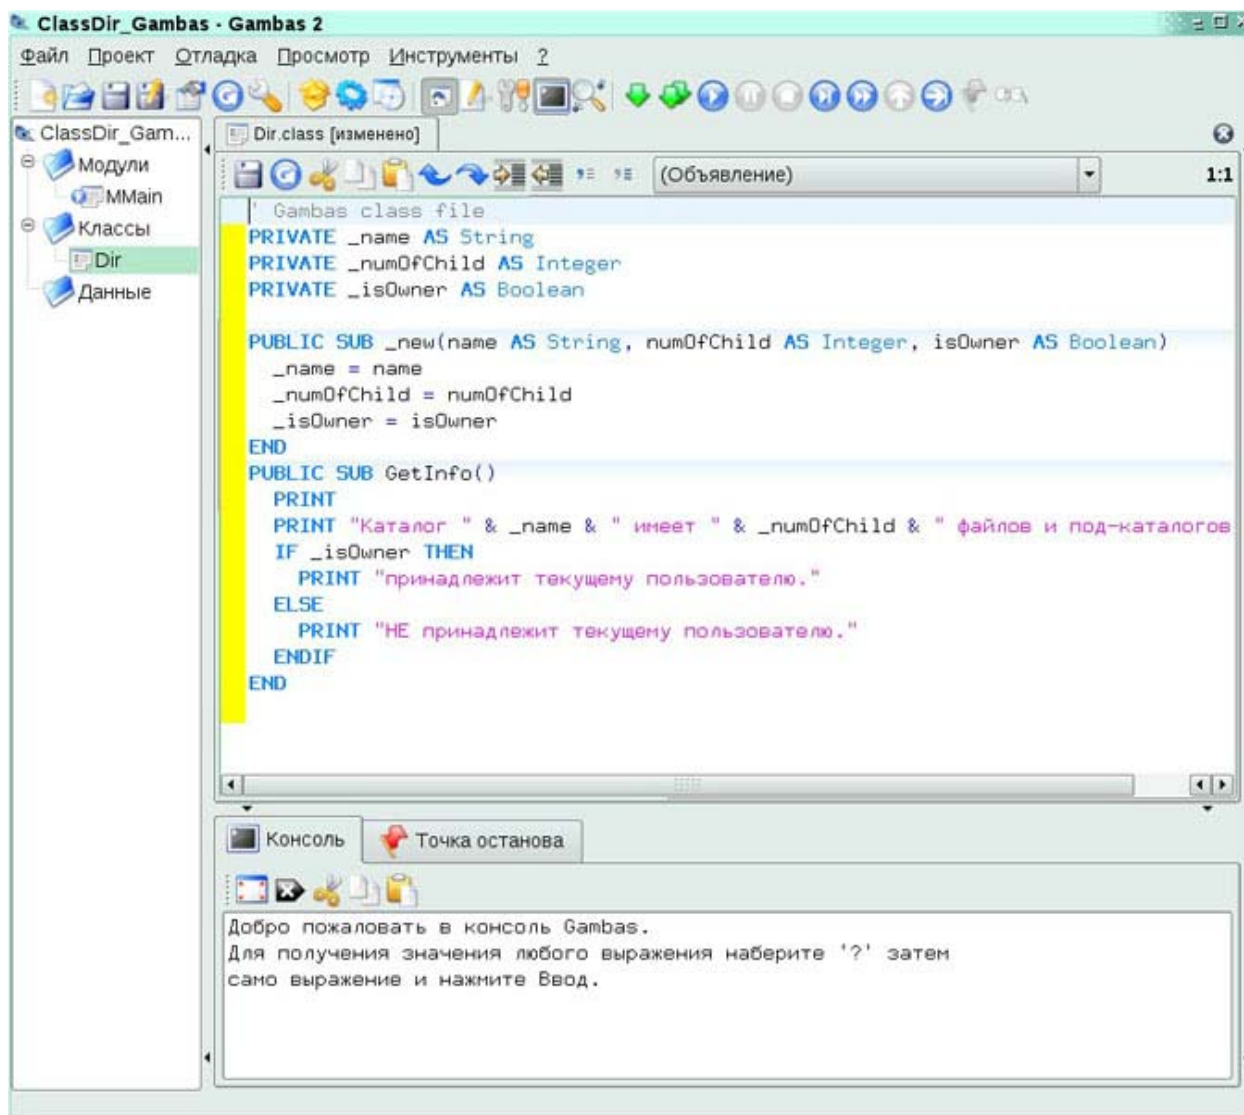 ClassDir_Gambas - Gambas 2
Файл Проект Отладка Просмотр Инструменты ?
ClassDir_Gam...
Модули
MMain
Классы
Dir
Данные
Dir.class [изменено]
(Объявление)
1:1
' Gambas class file
PRIVATE _name AS String
PRIVATE _numOfChild AS Integer
PRIVATE _isOwner AS Boolean
PUBLIC SUB _new(name AS String, numOfChild AS Integer, isOwner AS Boolean)
_name = name
_numOfChild = numOfChild
_isOwner = isOwner
END
PUBLIC SUB GetInfo()
PRINT
PRINT "Каталог " & _name & " имеет " & _numOfChild & " файлов и под-каталогов
IF _isOwner THEN
PRINT "принадлежит текущему пользователю."
ELSE
PRINT "НЕ принадлежит текущему пользователю."
ENDIF
END
Консоль
Точка останова
Добро пожаловать в консоль Gambas.
Для получения значения любого выражения наберите '?' затем
само выражение и нажмите Ввод.